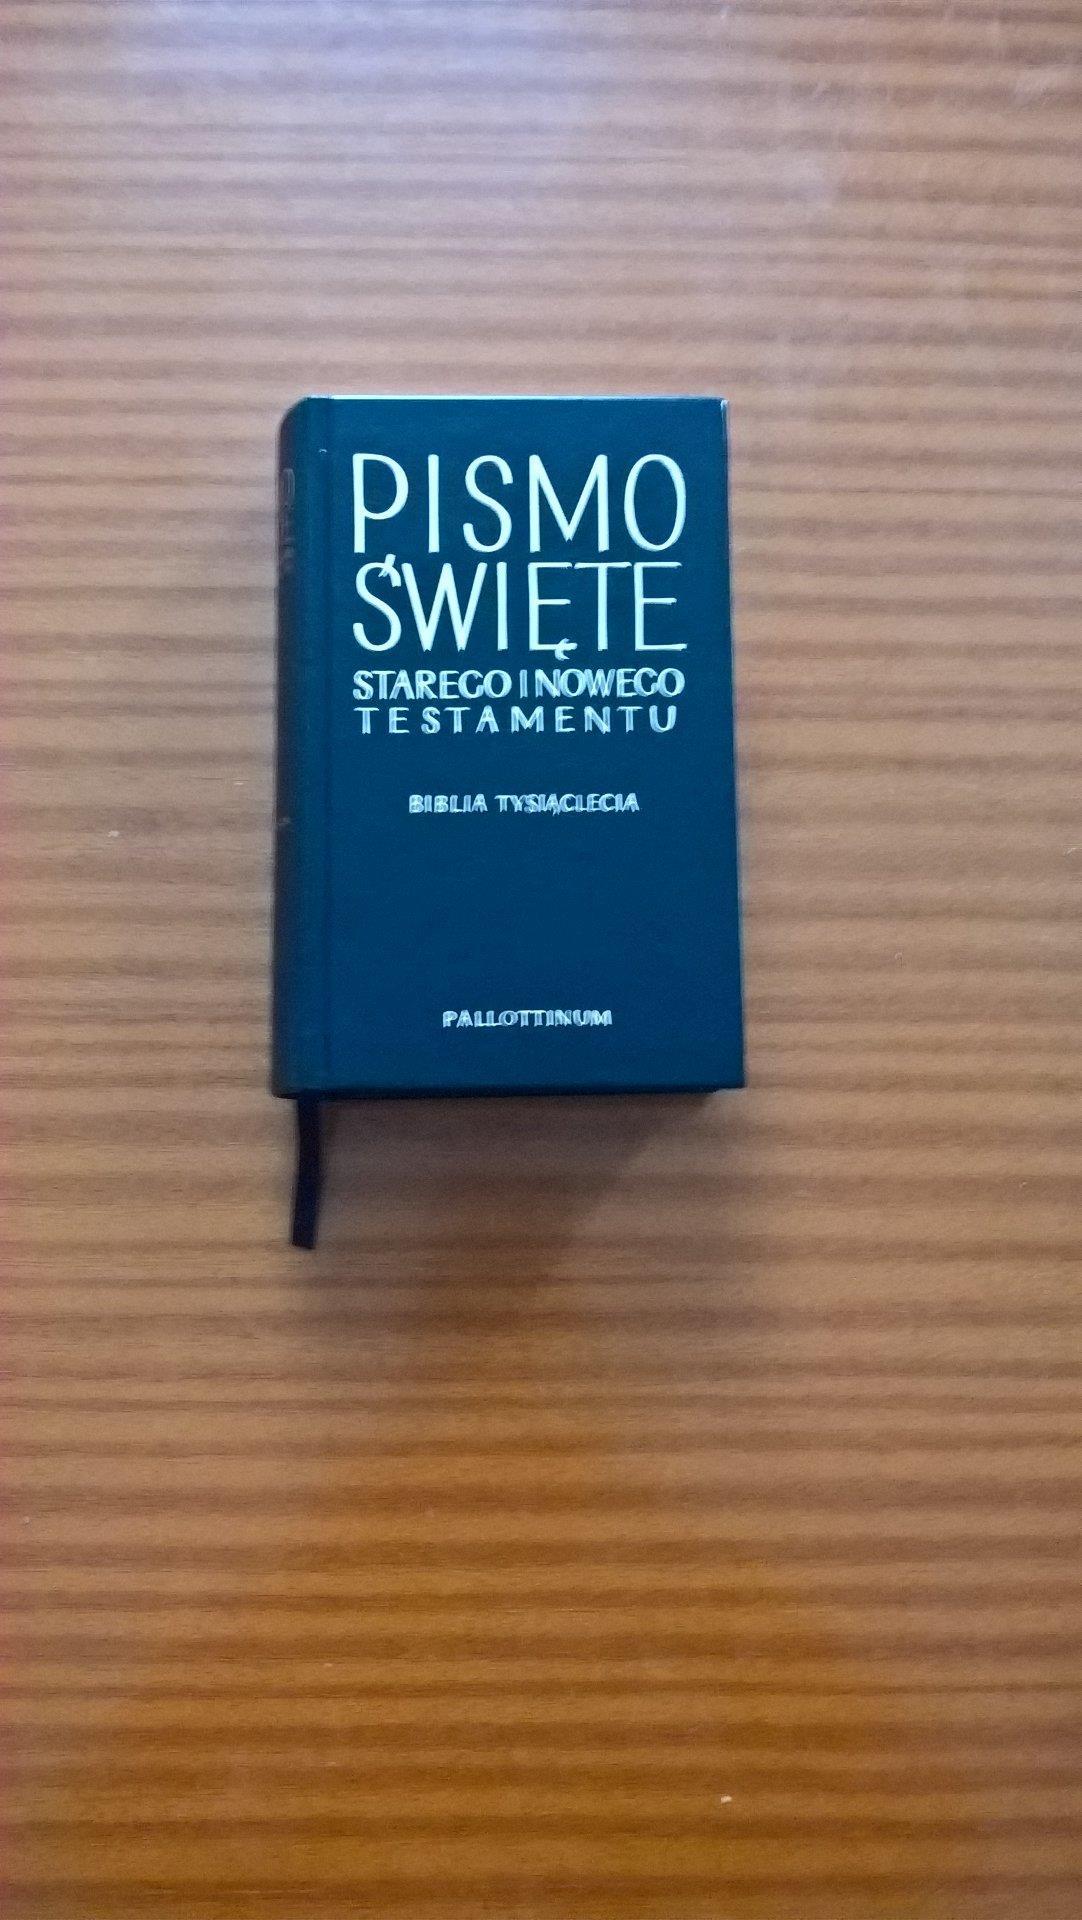 PISMO
ŚWIĘTE
STAREGO I NOWEGO
TESTAMENTU
BIBLIA TYSIĄCLECIA
PALLOTTINUM